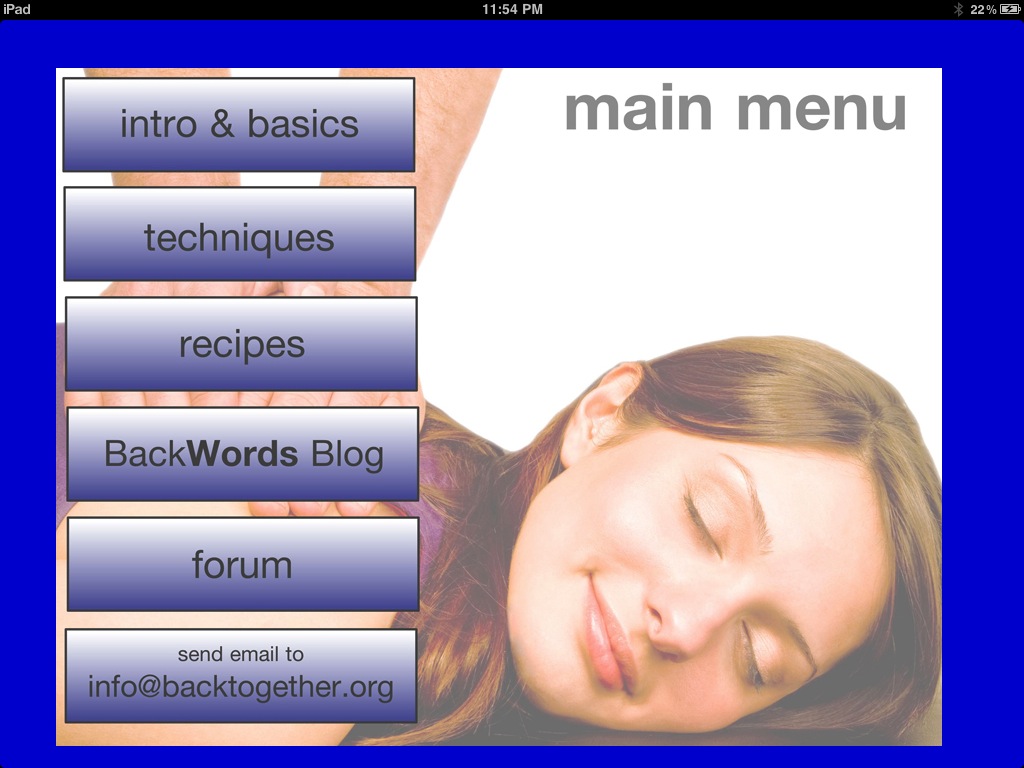 iPad 11:54 PM 22%
main menu
intro & basics
techniques
recipes
BackWords Blog
forum
send email to
info@backtogether.org